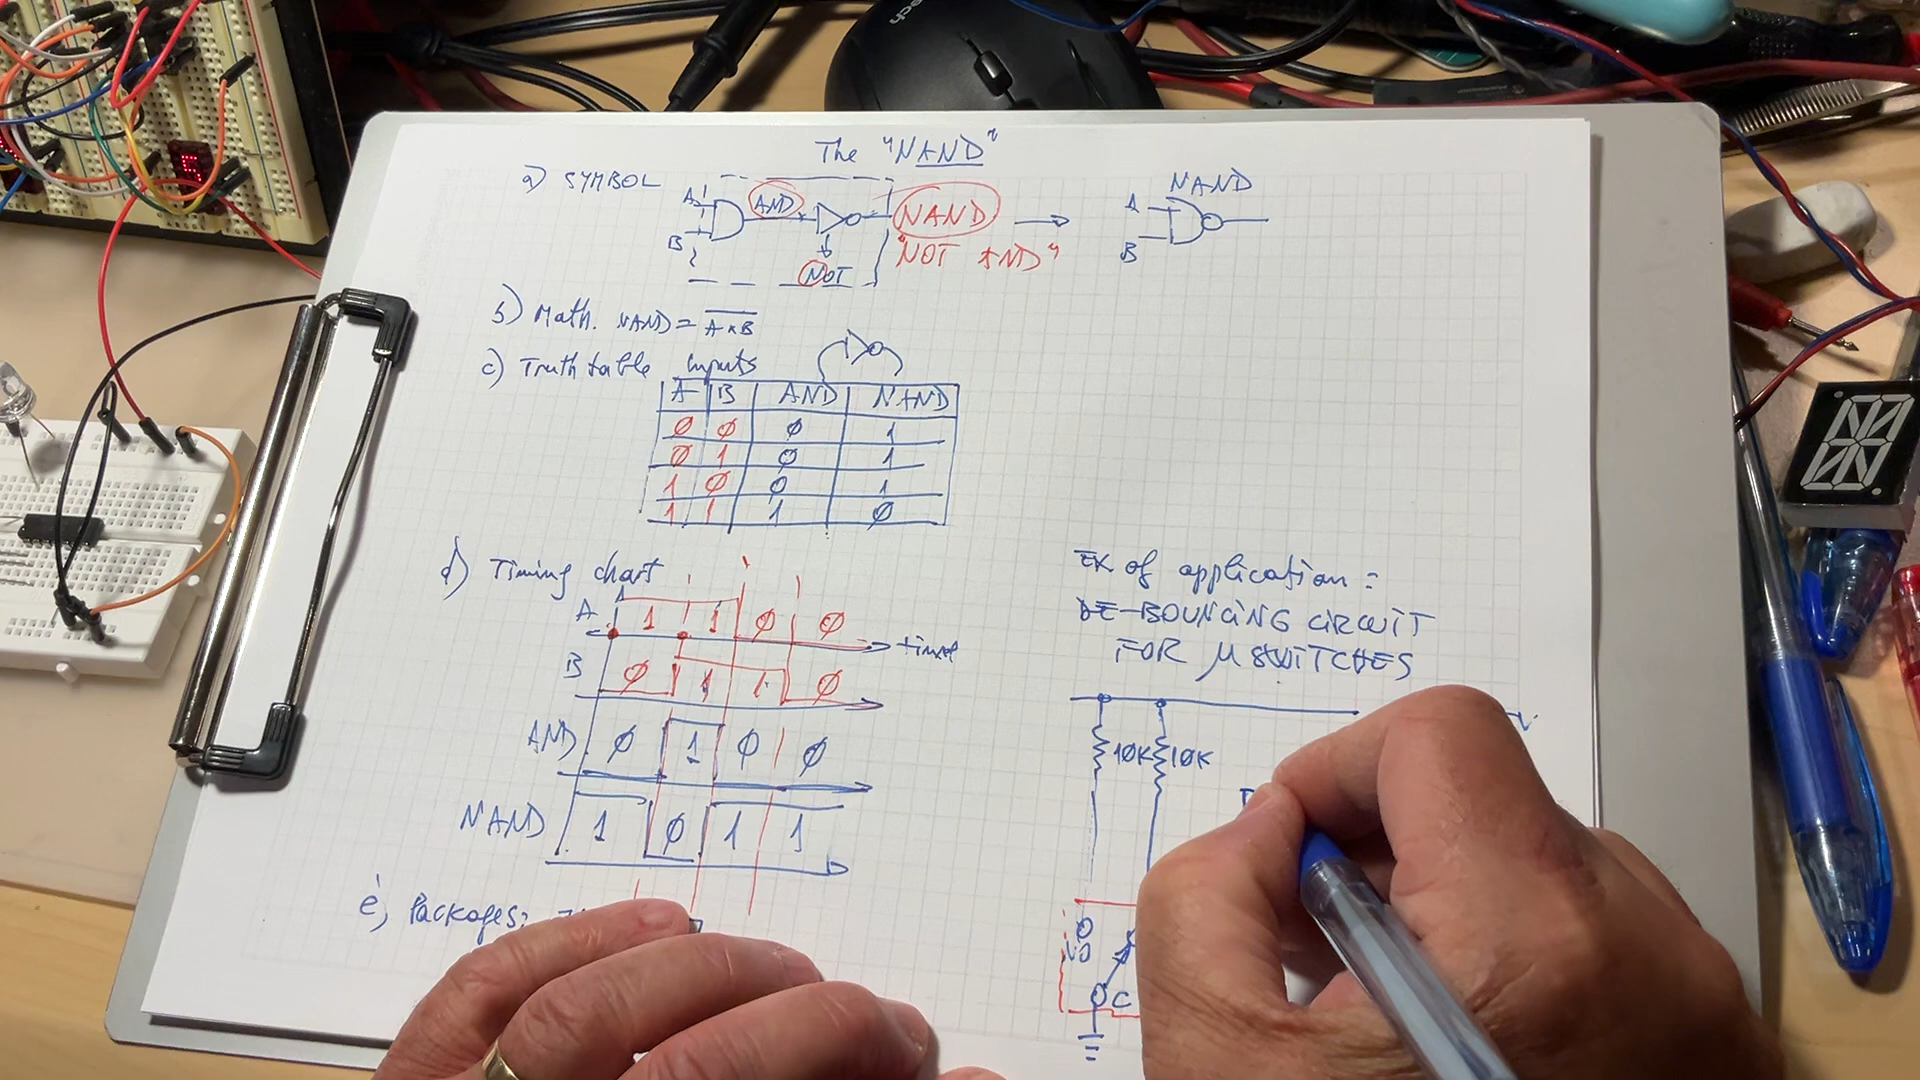 The "NAND"
a) SYMBOL
A
B
AND
NOT
NAND
"NOT AND"
NAND
A
B
b) Math. NAND = A x B
c) Truth table Inputs
A B AND NAND
Ø Ø Ø 1
Ø 1 Ø 1
1 Ø Ø 1
1 1 1 Ø
d) Timing chart
A 1 1 Ø Ø
B Ø 1 1 Ø
AND Ø 1 Ø Ø
NAND 1 Ø 1 1
e) Packages:
EX of application:
DE-BOUNCING CIRCUIT
FOR µ SWITCHES
10K 10K
C